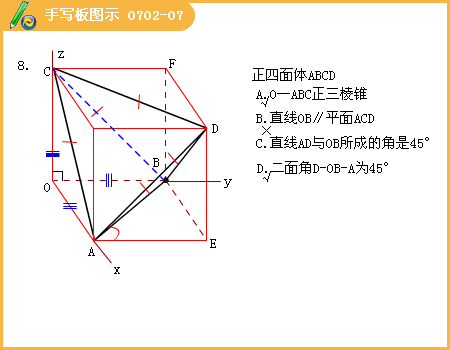 手写板图示 0702-07
8.
z
C
F
正四面体ABCD
A. O—ABC正三棱锥
B. 直线OB∥平面ACD
D
C. 直线AD与OB所成的角是45°
B
D. 二面角D-OB-A为45°
O
y
A
E
x